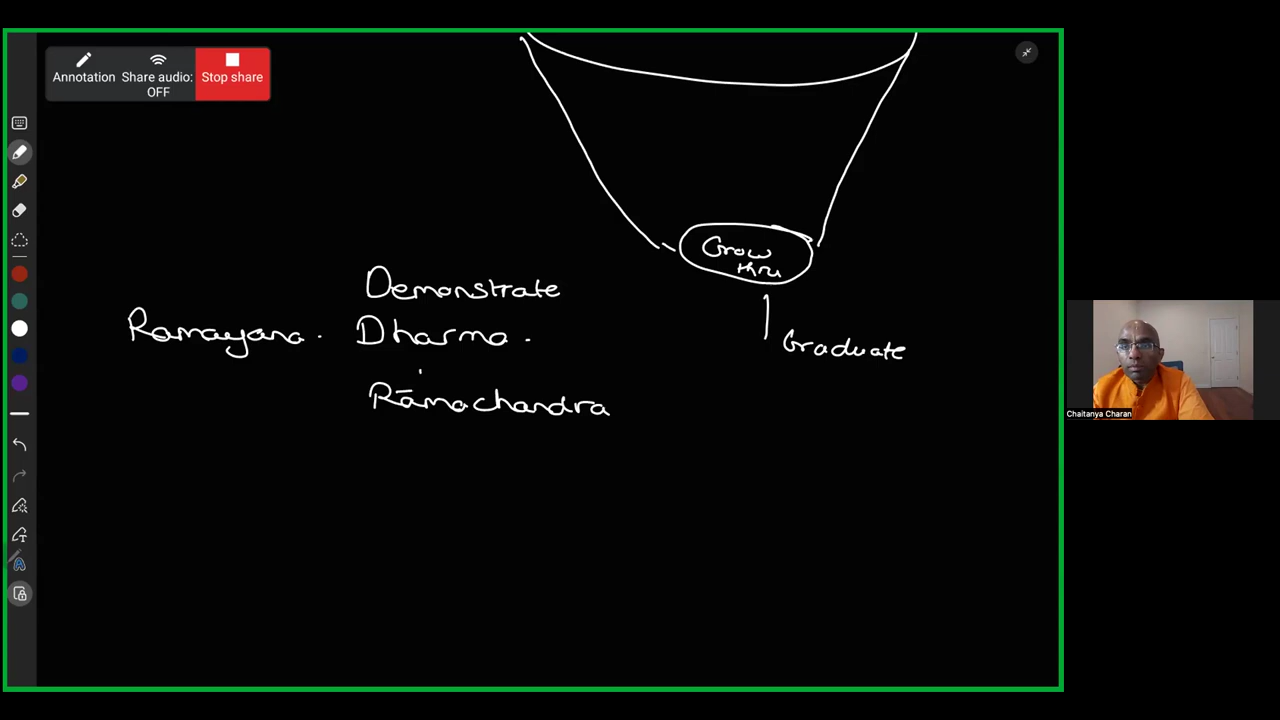 Annotation
Share audio:
OFF
Stop share
Grow
thru
Graduate
Demonstrate
Ramayana. Dharma.
Rāmachandra
Chaitanya Charan